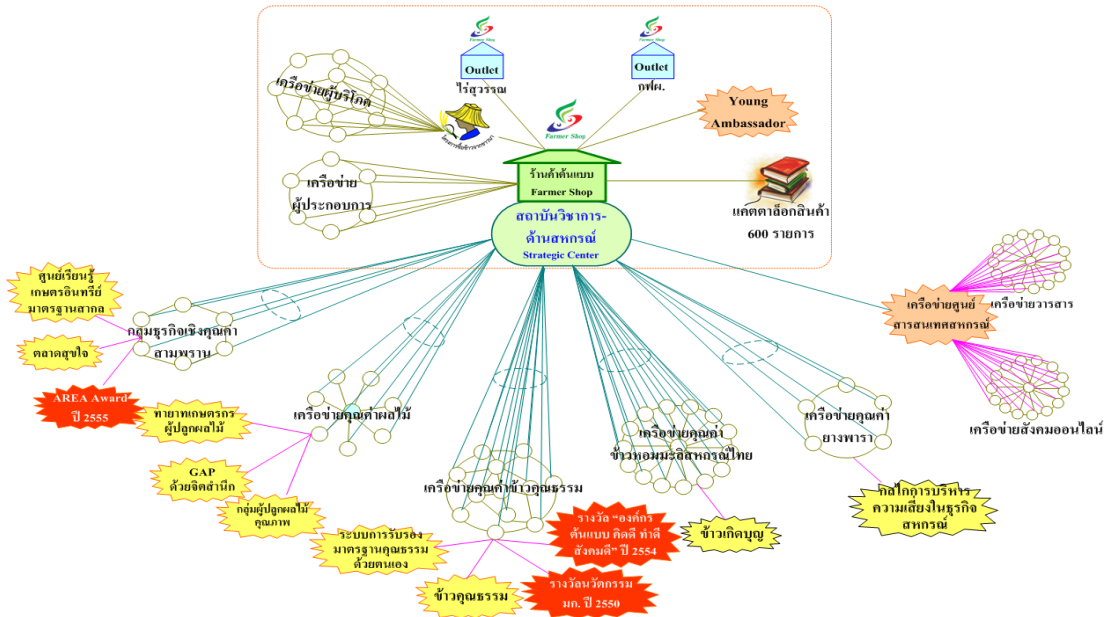 Farmer Shop
Farmer Shop
Outlet
Outlet
ไร่สุวรรณ
กฟผ.
เครือข่ายผู้บริโภค
Young
Ambassador
Farmer Shop
ร้านค้าต้นแบบ
Farmer Shop
เครือข่าย
ผู้ประกอบการ
แคตตาล็อกสินค้า
600 รายการ
สถาบันวิชาการ-
ด้านสหกรณ์
Strategic Center
ศูนย์เรียนรู้
เกษตรอินทรีย์
มาตรฐานสากล
กลุ่มธุรกิจเชิงคุณค่า
สามพราน
ตลาดสุขใจ
AREA Award
ปี 2555
เครือข่ายศูนย์
สารสนเทศสหกรณ์
เครือข่ายวารสาร
เครือข่ายสังคมออนไลน์
ทายาทเกษตรกร
ผู้ปลูกผลไม้
เครือข่ายคุณค่าผลไม้
GAP
ด้วยจิตสำนึก
กลุ่มผู้ปลูกผลไม้
คุณภาพ
เครือข่ายคุณค่าข้าวคุณธรรม
เครือข่ายคุณค่า
ข้าวหอมมะลิสหกรณ์ไทย
เครือข่ายคุณค่า
ยางพารา
ระบบการรับรอง
มาตรฐานคุณธรรม
ด้วยตนเอง
ข้าวคุณธรรม
รางวัล “องค์กร
ต้นแบบ คิดดี ทำดี
สังคมดี” ปี 2554
รางวัลนวัตกรรม
มก. ปี 2550
ข้าวเกิดบุญ
กลไกการบริหาร
ความเสี่ยงในธุรกิจ
สหกรณ์